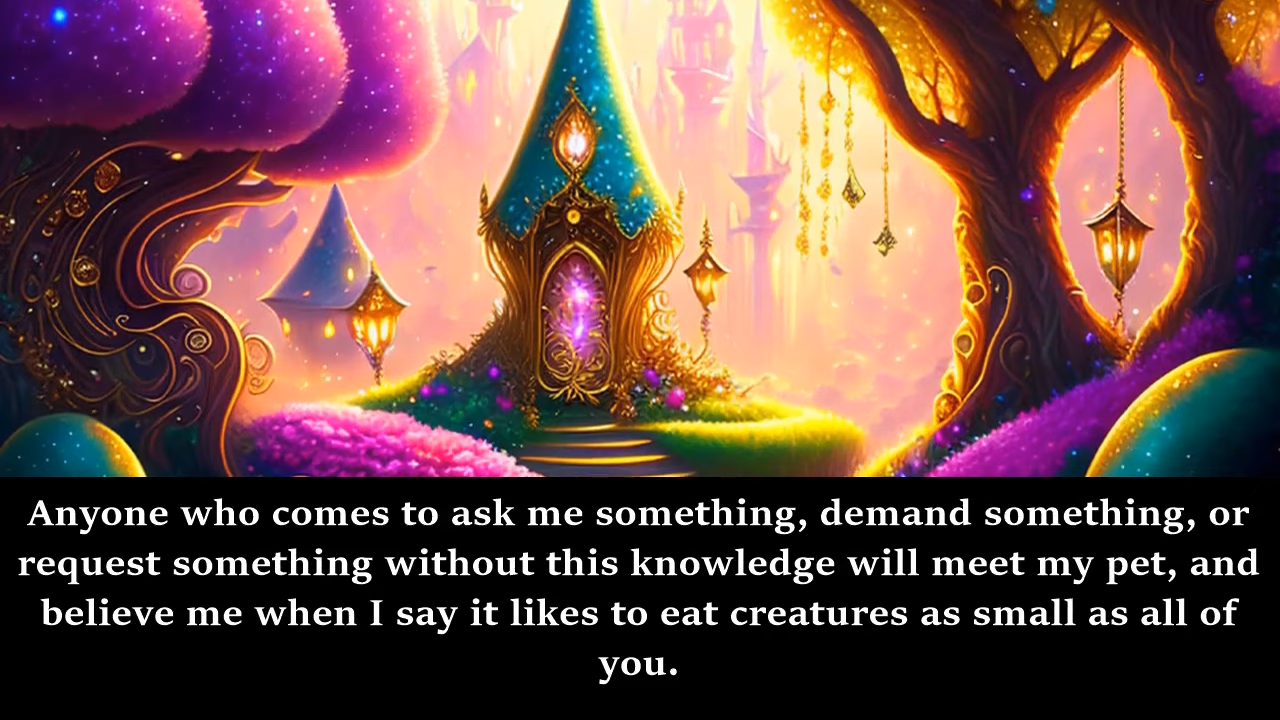 Anyone who comes to ask me something, demand something, or
request something without this knowledge will meet my pet, and
believe me when I say it likes to eat creatures as small as all of
you.